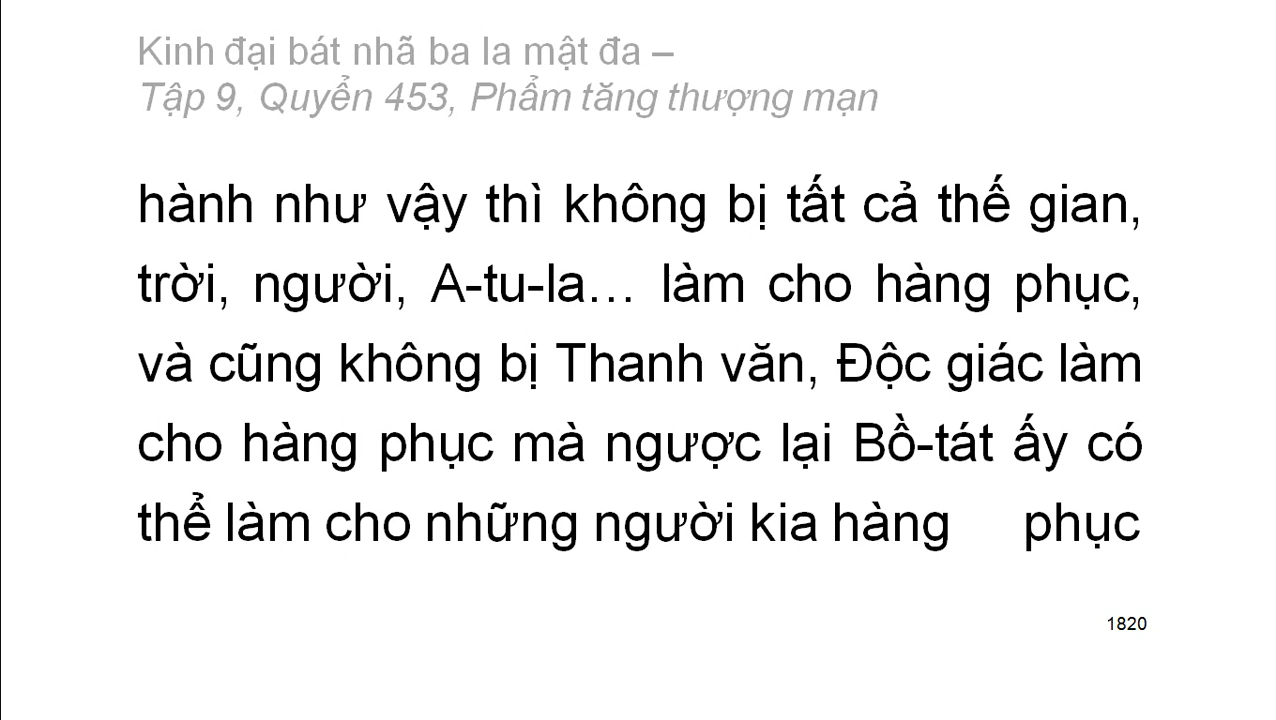 Kinh đại bát nhã ba la mật đa –
Tập 9, Quyển 453, Phẩm tăng thượng mạn
hành như vậy thì không bị tất cả thế gian,
trời, người, A-tu-la… làm cho hàng phục,
và cũng không bị Thanh văn, Độc giác làm
cho hàng phục mà ngược lại Bồ-tát ấy có
thể làm cho những người kia hàng phục
1820